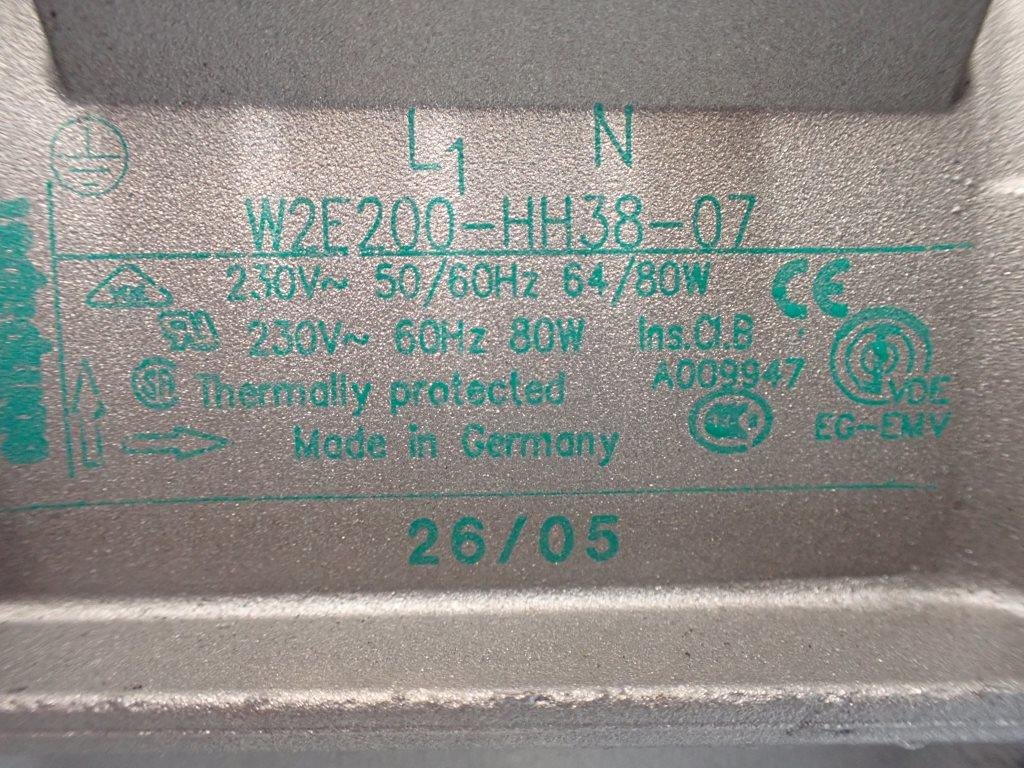 L1 N
W2E200-HH38-07
230V~ 50/60Hz 64/80W CE
230V~ 60Hz 80W Ins.Cl.B
Thermally protected A009947
VDE
Made in Germany EG-EMV
26/05